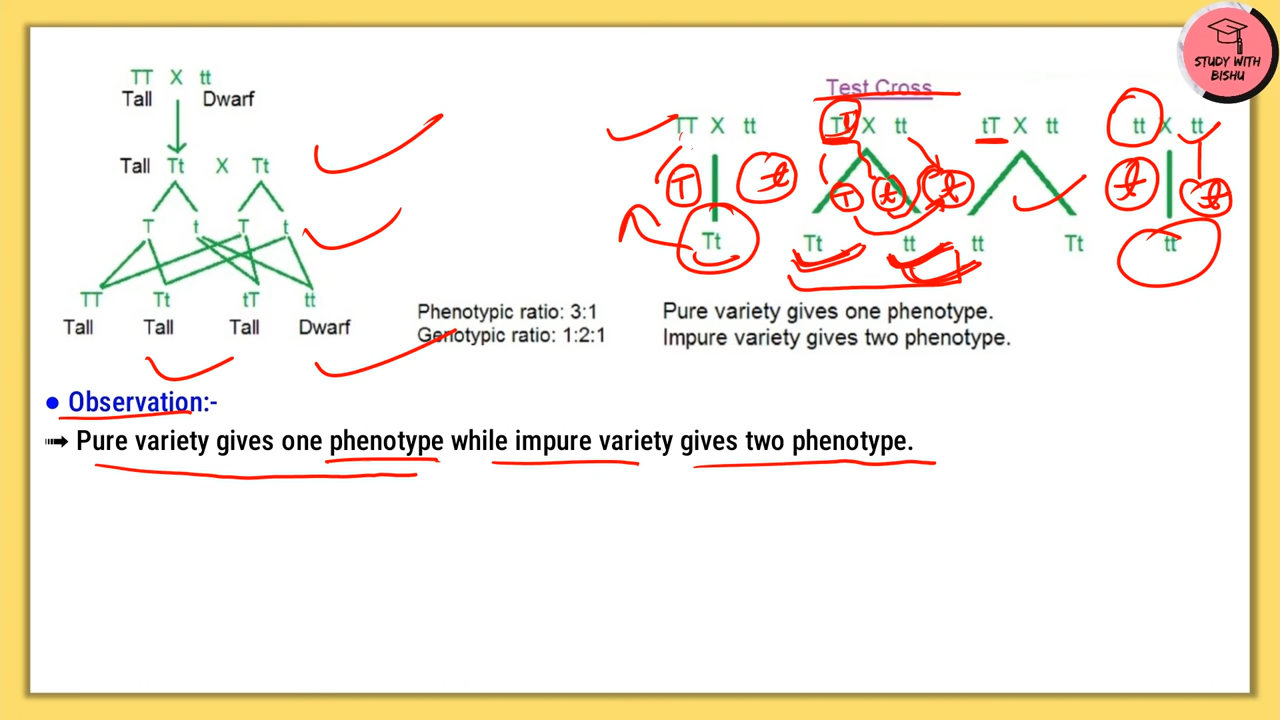 STUDY WITH
BISHU
TT X tt
Tall Dwarf
Tall Tt X Tt
T t T t
TT Tt tT tt
Tall Tall Tall Dwarf
Phenotypic ratio: 3:1
Genotypic ratio: 1:2:1
Test Cross
TT X tt
X tt
tT X tt
tt X tt
T t
T t t
t t
Tt
Tt tt
tt Tt
tt
Pure variety gives one phenotype.
Impure variety gives two phenotype.
● Observation:-
➟ Pure variety gives one phenotype while impure variety gives two phenotype.